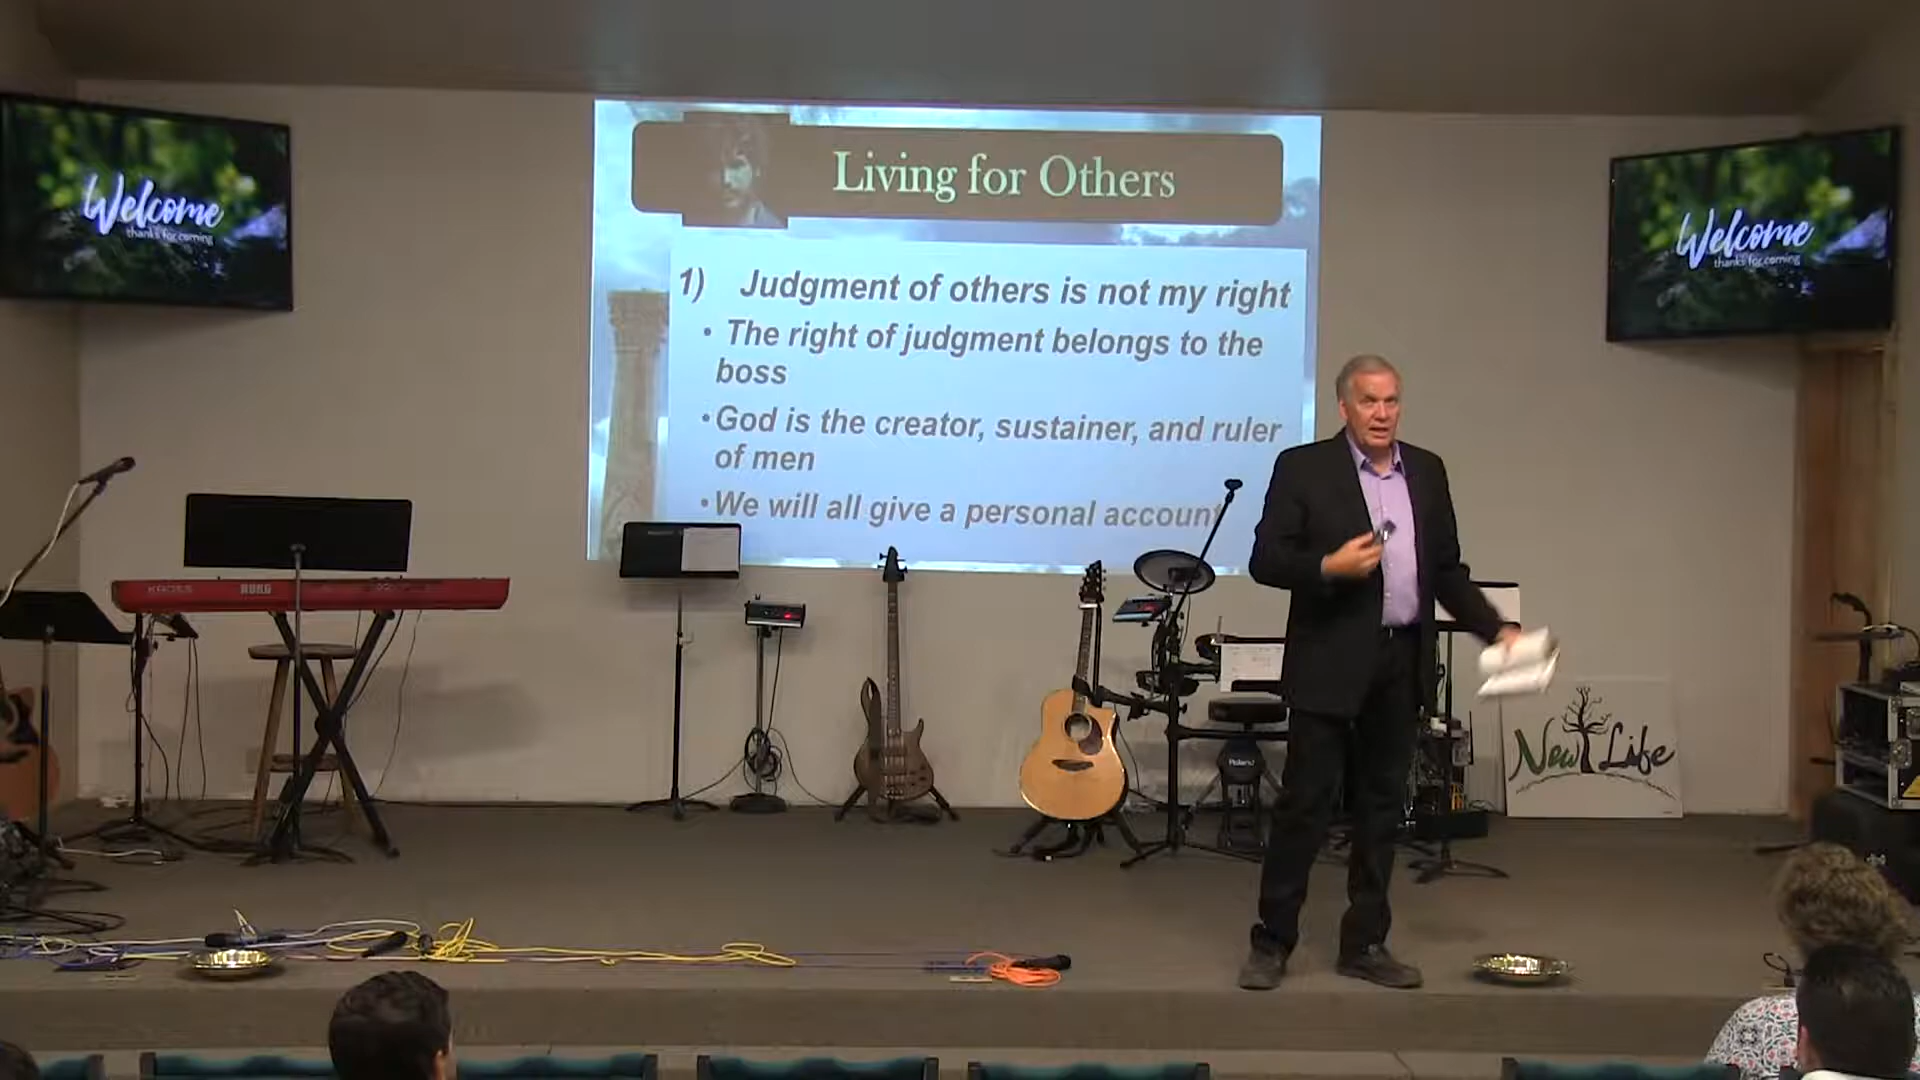 Welcome
thanks for coming
Living for Others
1) Judgment of others is not my right
• The right of judgment belongs to the
boss
•God is the creator, sustainer, and ruler
of men
•We will all give a personal account
Welcome
thanks for coming
KROSS KORG
Roland
New Life